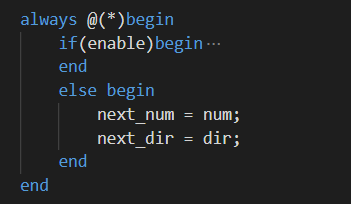 always @(*)begin
    if(enable)begin···
    end
    else begin
        next_num = num;
        next_dir = dir;
    end
end